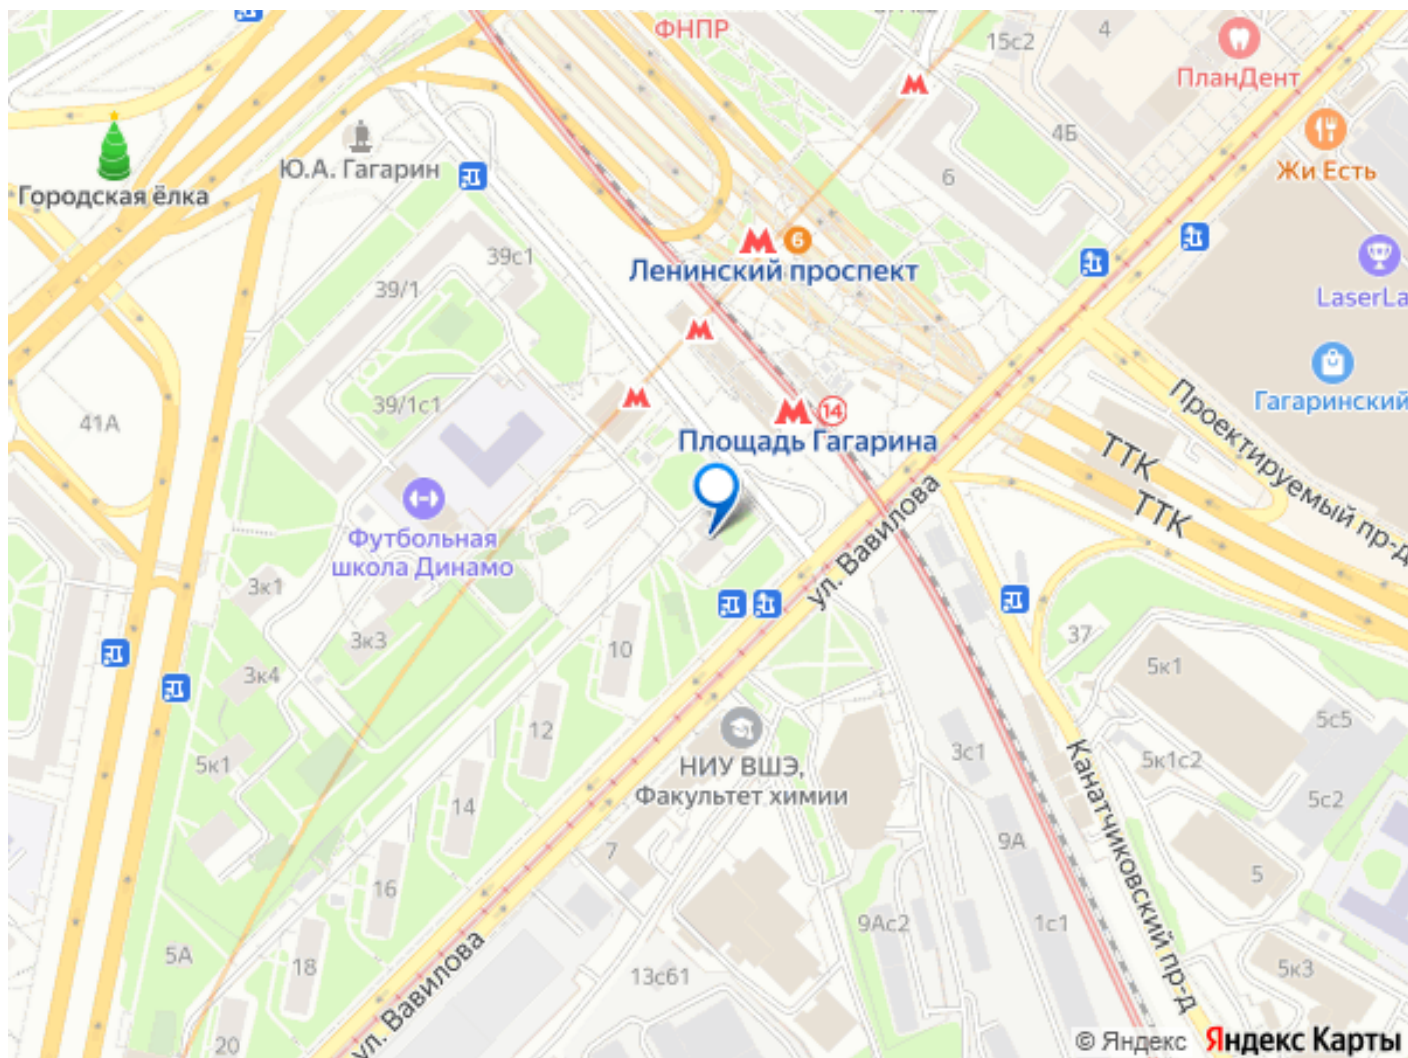 ФНПР
15с2
4
ПланДент
4Б
Жи Есть
Ю.А. Гагарин
Городская ёлка
6
39с1
6
Ленинский проспект
39/1
LaserLa
Гагаринский
39/1с1
14
41А
Площадь Гагарина
Проектируемый пр-д
ТТК
ТТК
ул. Вавилова
Футбольная
школа Динамо
3к1
3к3
10
37
5к1
3к4
12
5с5
3с1
5к1
НИУ ВШЭ,
Факультет химии
5к1с2
Канатчиковский пр-д
14
5с2
7
9А
5
16
9Ас2
1с1
5А
18
13с61
5к3
ул. Вавилова
20
© Яндекс Яндекс Карты